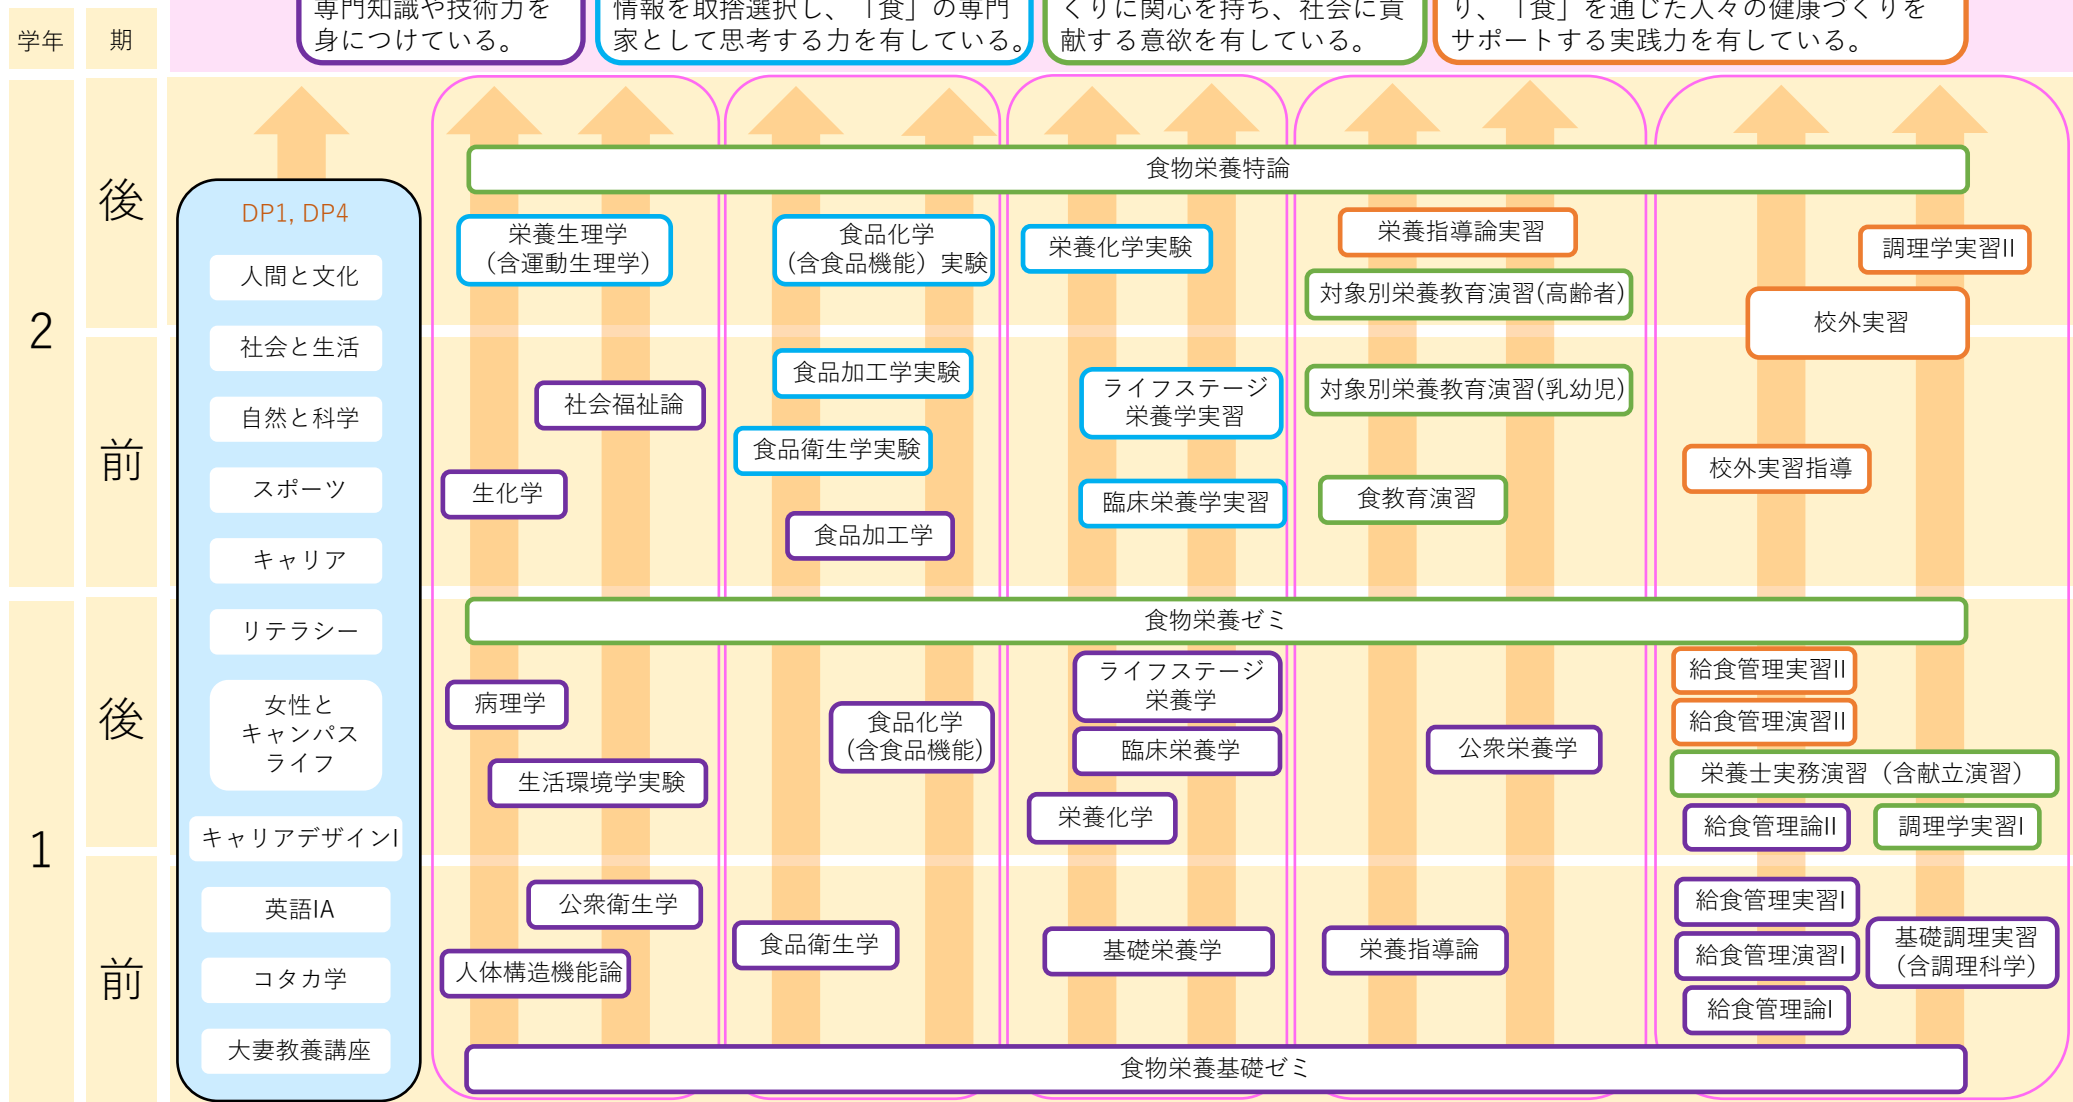 学年
期
専門知識や技術力を
身につけている。
情報を取捨選択し、「食」の専門
家として思考する力を有している。
くりに関心を持ち、社会に貢
献する意欲を有している。
り、「食」を通じた人々の健康づくりを
サポートする実践力を有している。
2
後
前
1
後
前
DP1, DP4
人間と文化
社会と生活
自然と科学
スポーツ
キャリア
リテラシー
女性と
キャンパス
ライフ
キャリアデザインI
英語IA
コタカ学
大妻教養講座
食物栄養特論
栄養生理学
（含運動生理学）
食品化学
(含食品機能）実験
栄養化学実験
栄養指導論実習
対象別栄養教育演習(高齢者)
調理学実習II
校外実習
社会福祉論
生化学
食品加工学実験
食品衛生学実験
食品加工学
ライフステージ
栄養学実習
臨床栄養学実習
対象別栄養教育演習(乳幼児)
食教育演習
校外実習指導
食物栄養ゼミ
病理学
生活環境学実験
食品化学
(含食品機能)
ライフステージ
栄養学
臨床栄養学
栄養化学
公衆栄養学
給食管理実習II
給食管理演習II
栄養士実務演習（含献立演習）
給食管理論II
調理学実習I
公衆衛生学
人体構造機能論
食品衛生学
基礎栄養学
栄養指導論
給食管理実習I
給食管理演習I
給食管理論I
基礎調理実習
（含調理科学）
食物栄養基礎ゼミ